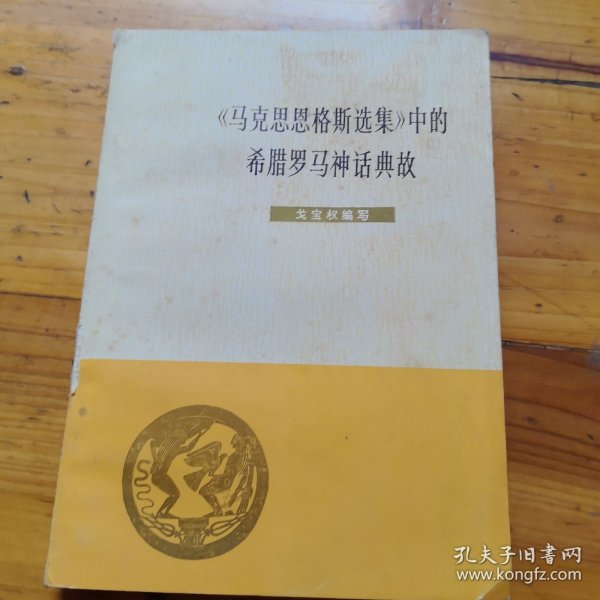 《马克思恩格斯选集》中的
希腊罗马神话典故
戈宝权编写
孔夫子旧书网
www.kongfz.com